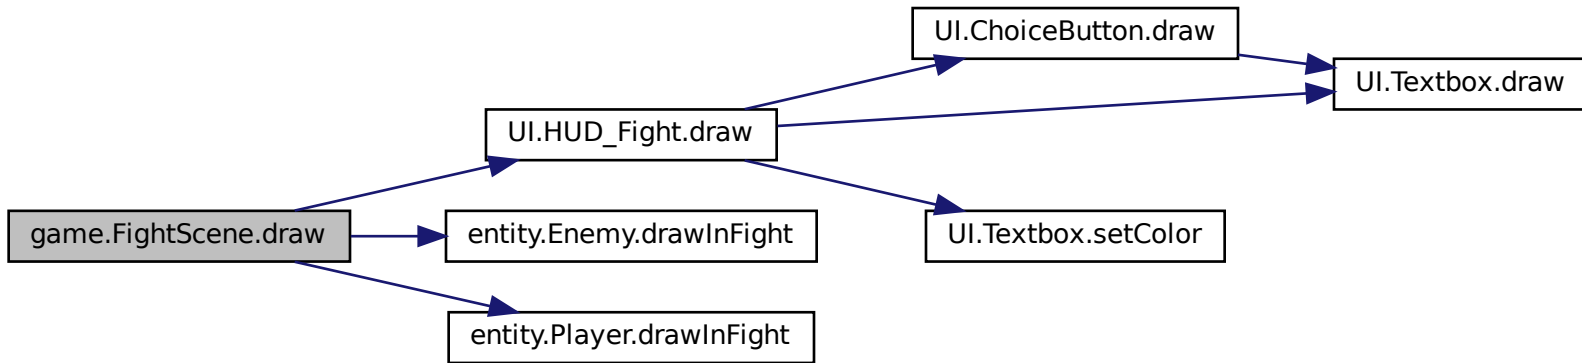 UI.ChoiceButton.draw
UI.Textbox.draw
UI.HUD_Fight.draw
game.FightScene.draw
entity.Enemy.drawInFight
UI.Textbox.setColor
entity.Player.drawInFight